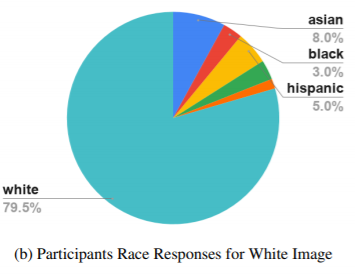 asian
8.0%
black
3.0%
hispanic
5.0%
white
79.5%
(b) Participants Race Responses for White Image